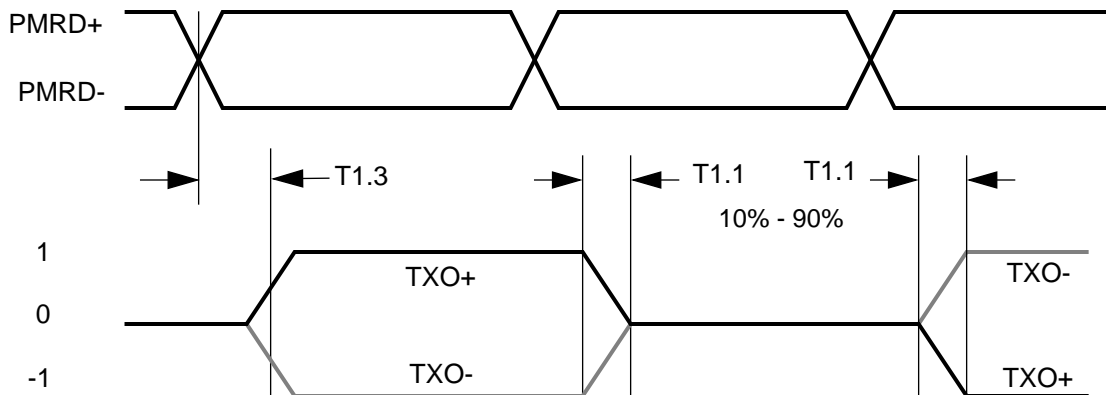 PMRD+
PMRD-
T1.3
T1.1
T1.1
10% - 90%
1
TXO+
TXO-
0
-1
TXO-
TXO+